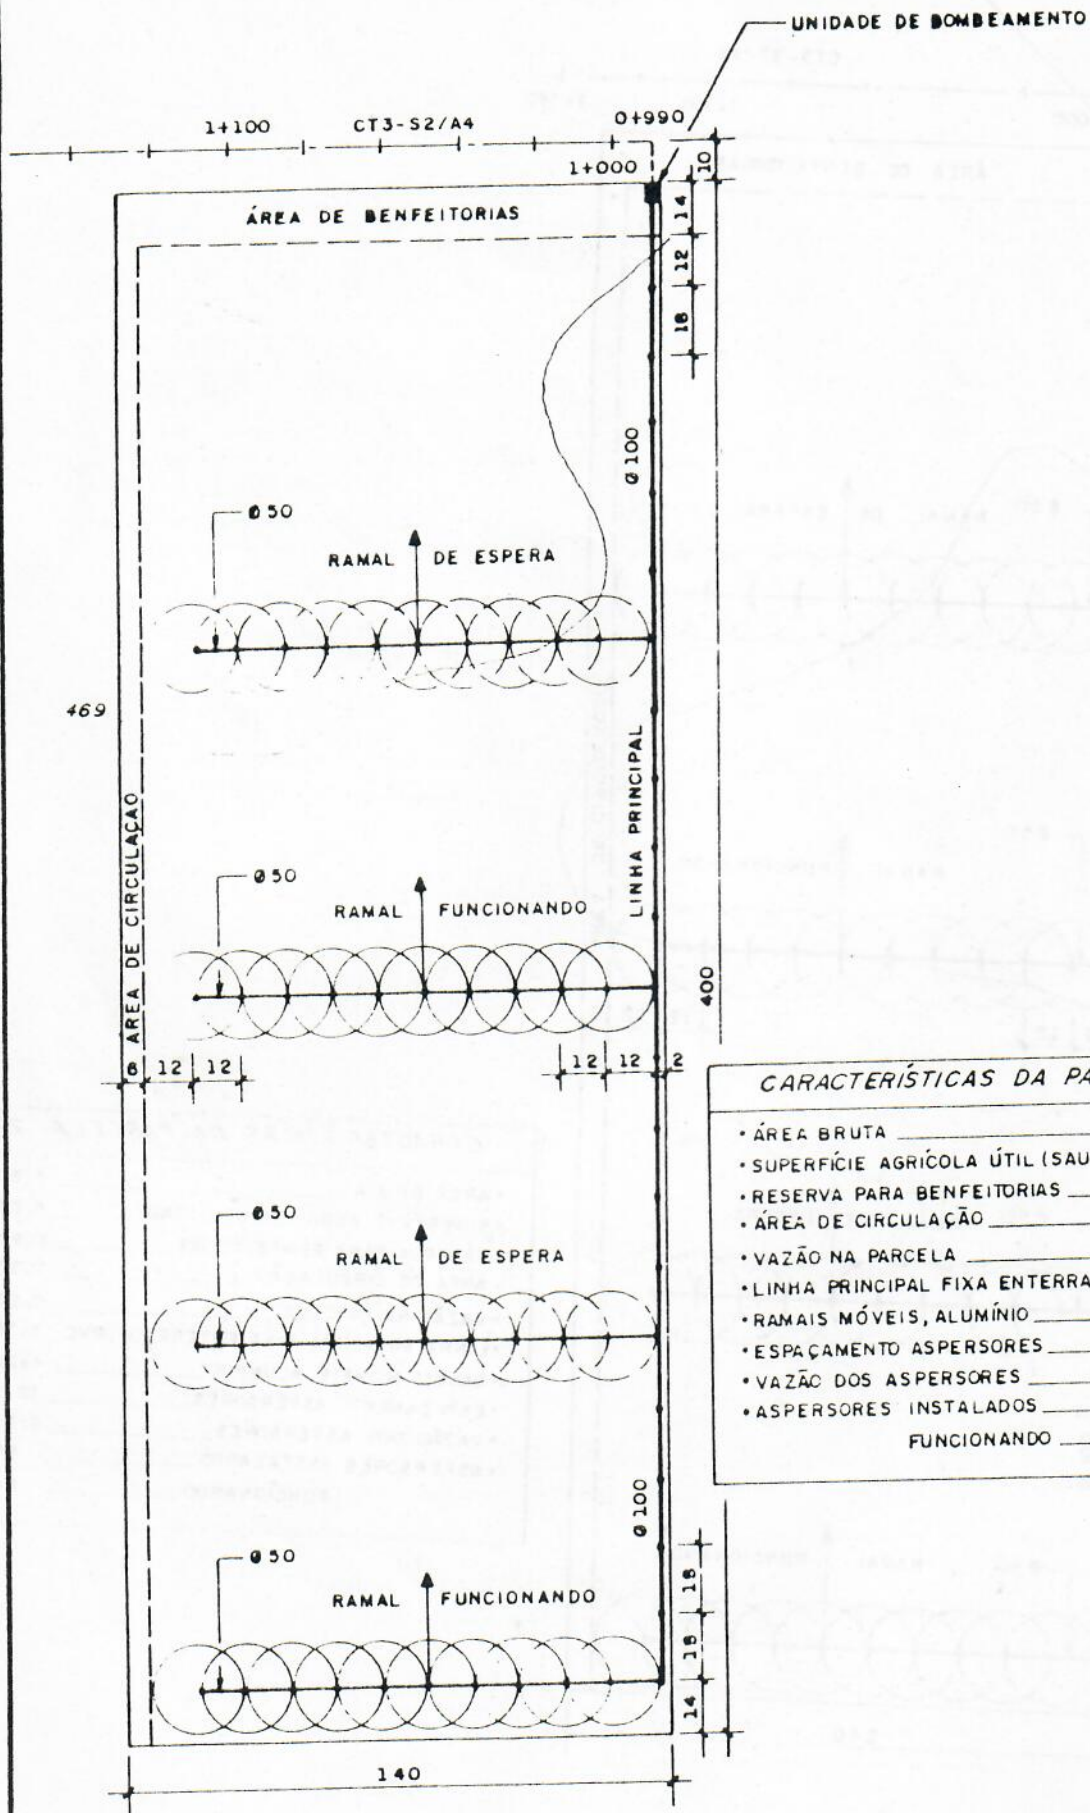 UNIDADE DE BOMBEAMENTO
1+100 CT3-S2/A4 0+990
1+000
10
ÁREA DE BENFEITORIAS
14
12
18
Ø 100
Ø 50
RAMAL DE ESPERA
469
LINHA PRINCIPAL
ÁREA DE CIRCULAÇÃO
Ø 50
RAMAL FUNCIONANDO
400
6 12 12 12 12 2
CARACTERÍSTICAS DA PA
• ÁREA BRUTA
• SUPERFÍCIE AGRÍCOLA ÚTIL (SAU
• RESERVA PARA BENFEITORIAS
• ÁREA DE CIRCULAÇÃO
• VAZÃO NA PARCELA
• LINHA PRINCIPAL FIXA ENTERRA
• RAMAIS MÓVEIS, ALUMÍNIO
• ESPAÇAMENTO ASPERSORES
• VAZÃO DOS ASPERSORES
• ASPERSORES INSTALADOS
FUNCIONANDO
Ø 50
RAMAL DE ESPERA
Ø 100
Ø 50
RAMAL FUNCIONANDO
18
18
14
140